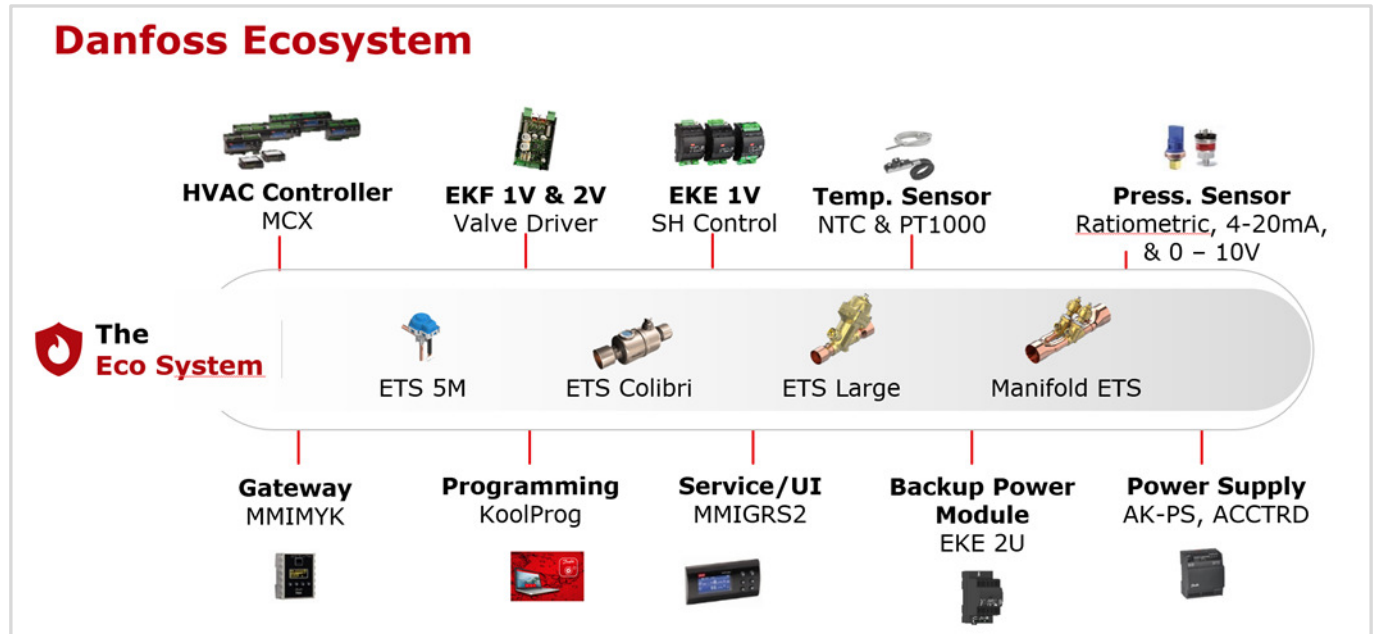 Danfoss Ecosystem
HVAC Controller
MCX
EKF 1V & 2V
Valve Driver
EKE 1V
SH Control
Temp. Sensor
NTC & PT1000
Press. Sensor
Ratiometric, 4-20mA,
& 0 – 10V
The
Eco System
ETS 5M
ETS Colibri
ETS Large
Manifold ETS
Gateway
MMIMYK
Programming
KoolProg
Service/UI
MMIGRS2
Backup Power
Module
EKE 2U
Power Supply
AK-PS, ACCTRD